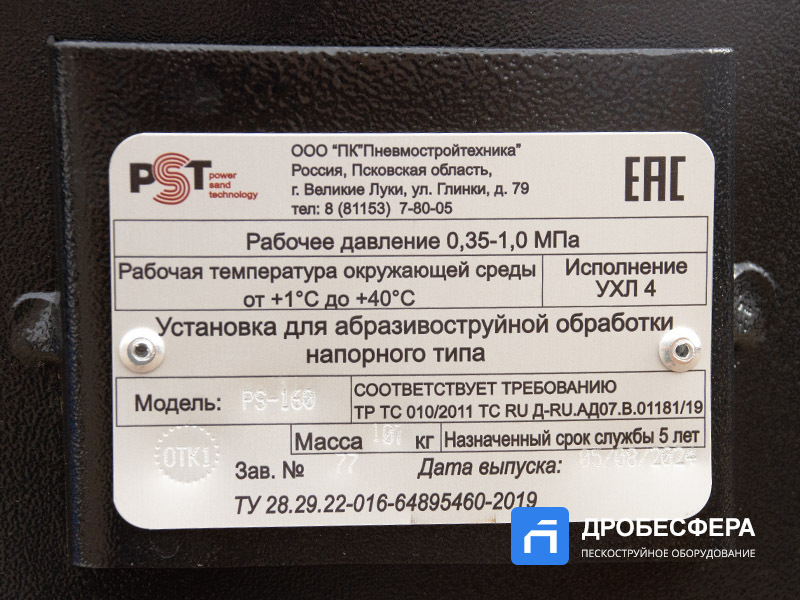 PST power
sand
technology
ООО "ПК"Пневмостройтехника"
Россия, Псковская область,
г. Великие Луки, ул. Глинки, д. 79
тел: 8 (81153) 7-80-05
ЕАС
Рабочее давление 0,35-1,0 МПа
Рабочая температура окружающей среды
от +1°C до +40°C
Исполнение
УХЛ 4
Установка для абразивоструйной обработки
напорного типа
Модель: PS-160
СООТВЕТСТВУЕТ ТРЕБОВАНИЮ
ТР ТС 010/2011 ТС RU Д-RU.АД07.В.01181/19
ОТК1
Масса 107 кг
Назначенный срок службы 5 лет
Зав. № 77
Дата выпуска:
ТУ 28.29.22-016-64895460-2019
ДРОБЕСФЕРА
ПЕСКОСТРУЙНОЕ ОБОРУДОВАНИЕ